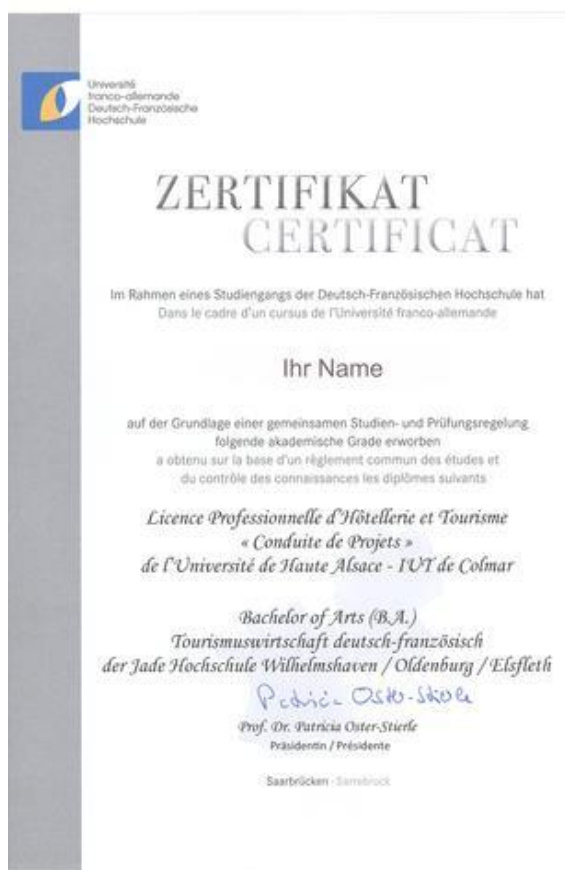 Université
franco-allemande
Deutsch-Französische
Hochschule
ZERTIFIKAT
CERTIFICAT
Im Rahmen eines Studiengangs der Deutsch-Französischen Hochschule hat
Dans le cadre d'un cursus de l'Université franco-allemande
Ihr Name
auf der Grundlage einer gemeinsamen Studien- und Prüfungsregelung
folgende akademische Grade erworben
a obtenu sur la base d'un règlement commun des études et
du contrôle des connaissances les diplômes suivants
Licence Professionnelle d'Hôtellerie et Tourisme
« Conduite de Projets »
de l'Université de Haute Alsace - IUT de Colmar
Bachelor of Arts (B.A.)
Tourismuswirtschaft deutsch-französisch
der Jade Hochschule Wilhelmshaven / Oldenburg / Elsfleth
Patricia Oster-Stierle
Prof. Dr. Patricia Oster-Stierle
Präsidentin / Présidente
Saarbrücken · Sarrebruck